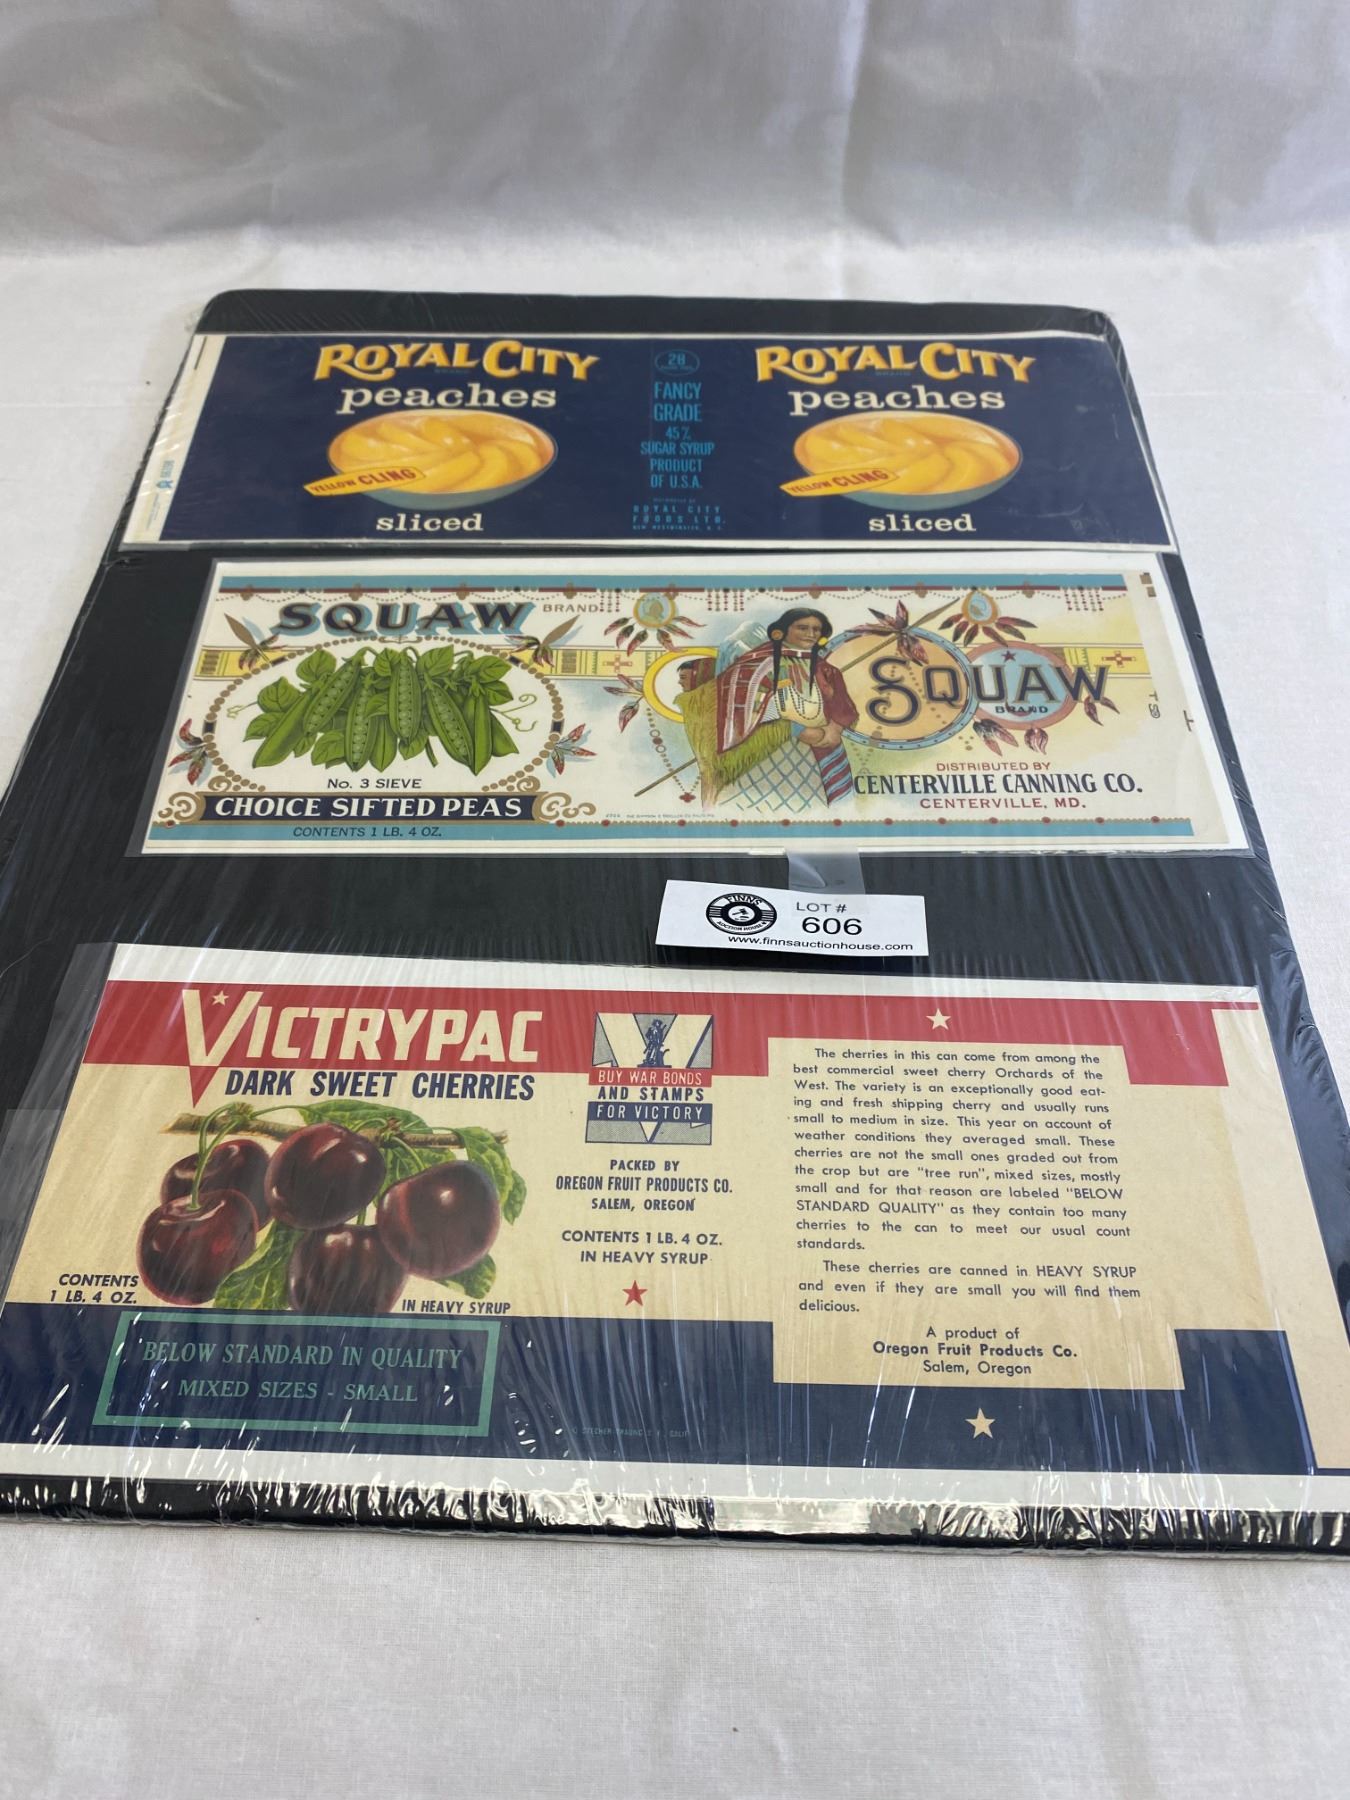 ROYAL CITY
BRAND
peaches
YELLOW CLING
sliced
28
FANCY
GRADE
45%
SUGAR SYRUP
PRODUCT
OF U.S.A.
DISTRIBUTED BY
ROYAL CITY
FOODS LTD.
NEW WESTMINSTER, B. C.
ROYAL CITY
BRAND
peaches
YELLOW CLING
sliced
SQUAW BRAND
No. 3 SIEVE
CHOICE SIFTED PEAS
CONTENTS 1 LB. 4 OZ.
SQUAW
BRAND
DISTRIBUTED BY
CENTERVILLE CANNING CO.
CENTERVILLE, MD.
FINNS
AUCTION HOUSE
LOT #
606
www.finnsauctionhouse.com
VICTRYPAC
DARK SWEET CHERRIES
CONTENTS
1 LB. 4 OZ.
IN HEAVY SYRUP
BELOW STANDARD IN QUALITY
MIXED SIZES - SMALL
BUY WAR BONDS
AND STAMPS
FOR VICTORY
PACKED BY
OREGON FRUIT PRODUCTS CO.
SALEM, OREGON
CONTENTS 1 LB. 4 OZ.
IN HEAVY SYRUP
The cherries in this can come from among the
best commercial sweet cherry Orchards of the
West. The variety is an exceptionally good eat-
ing and fresh shipping cherry and usually runs
small to medium in size. This year on account of
weather conditions they averaged small. These
cherries are not the small ones graded out from
the crop but are "tree run", mixed sizes, mostly
small and for that reason are labeled "BELOW
STANDARD QUALITY" as they contain too many
cherries to the can to meet our usual count
standards.
These cherries are canned in HEAVY SYRUP
and even if they are small you will find them
delicious.
A product of
Oregon Fruit Products Co.
Salem, Oregon